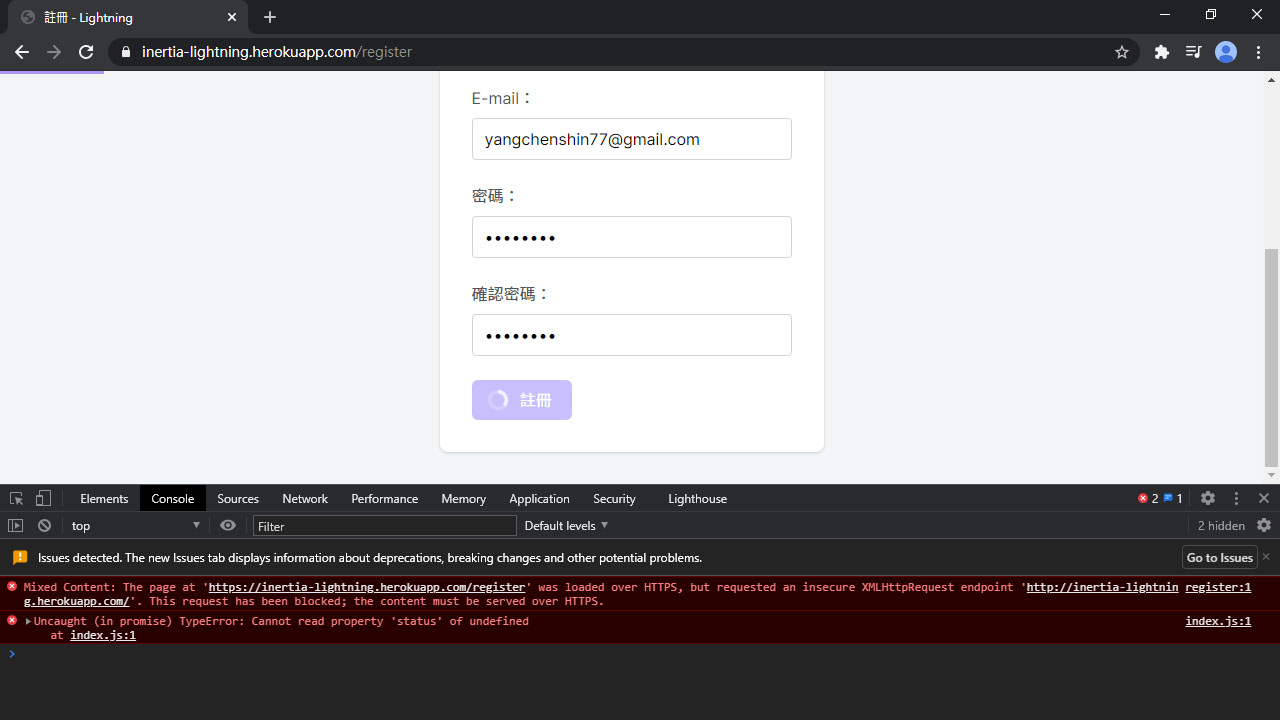 註冊 - Lightning
inertia-lightning.herokuapp.com/register
E-mail：
yangchenshin77@gmail.com
密碼：
••••••••
確認密碼：
••••••••
註冊
Elements Console Sources Network Performance Memory Application Security Lighthouse 2 1
top Filter Default levels 2 hidden
Issues detected. The new Issues tab displays information about deprecations, breaking changes and other potential problems. Go to Issues
Mixed Content: The page at 'https://inertia-lightning.herokuapp.com/register' was loaded over HTTPS, but requested an insecure XMLHttpRequest endpoint 'http://inertia-lightnin register:1
g.herokuapp.com/'. This request has been blocked; the content must be served over HTTPS.
Uncaught (in promise) TypeError: Cannot read property 'status' of undefined index.js:1
at index.js:1